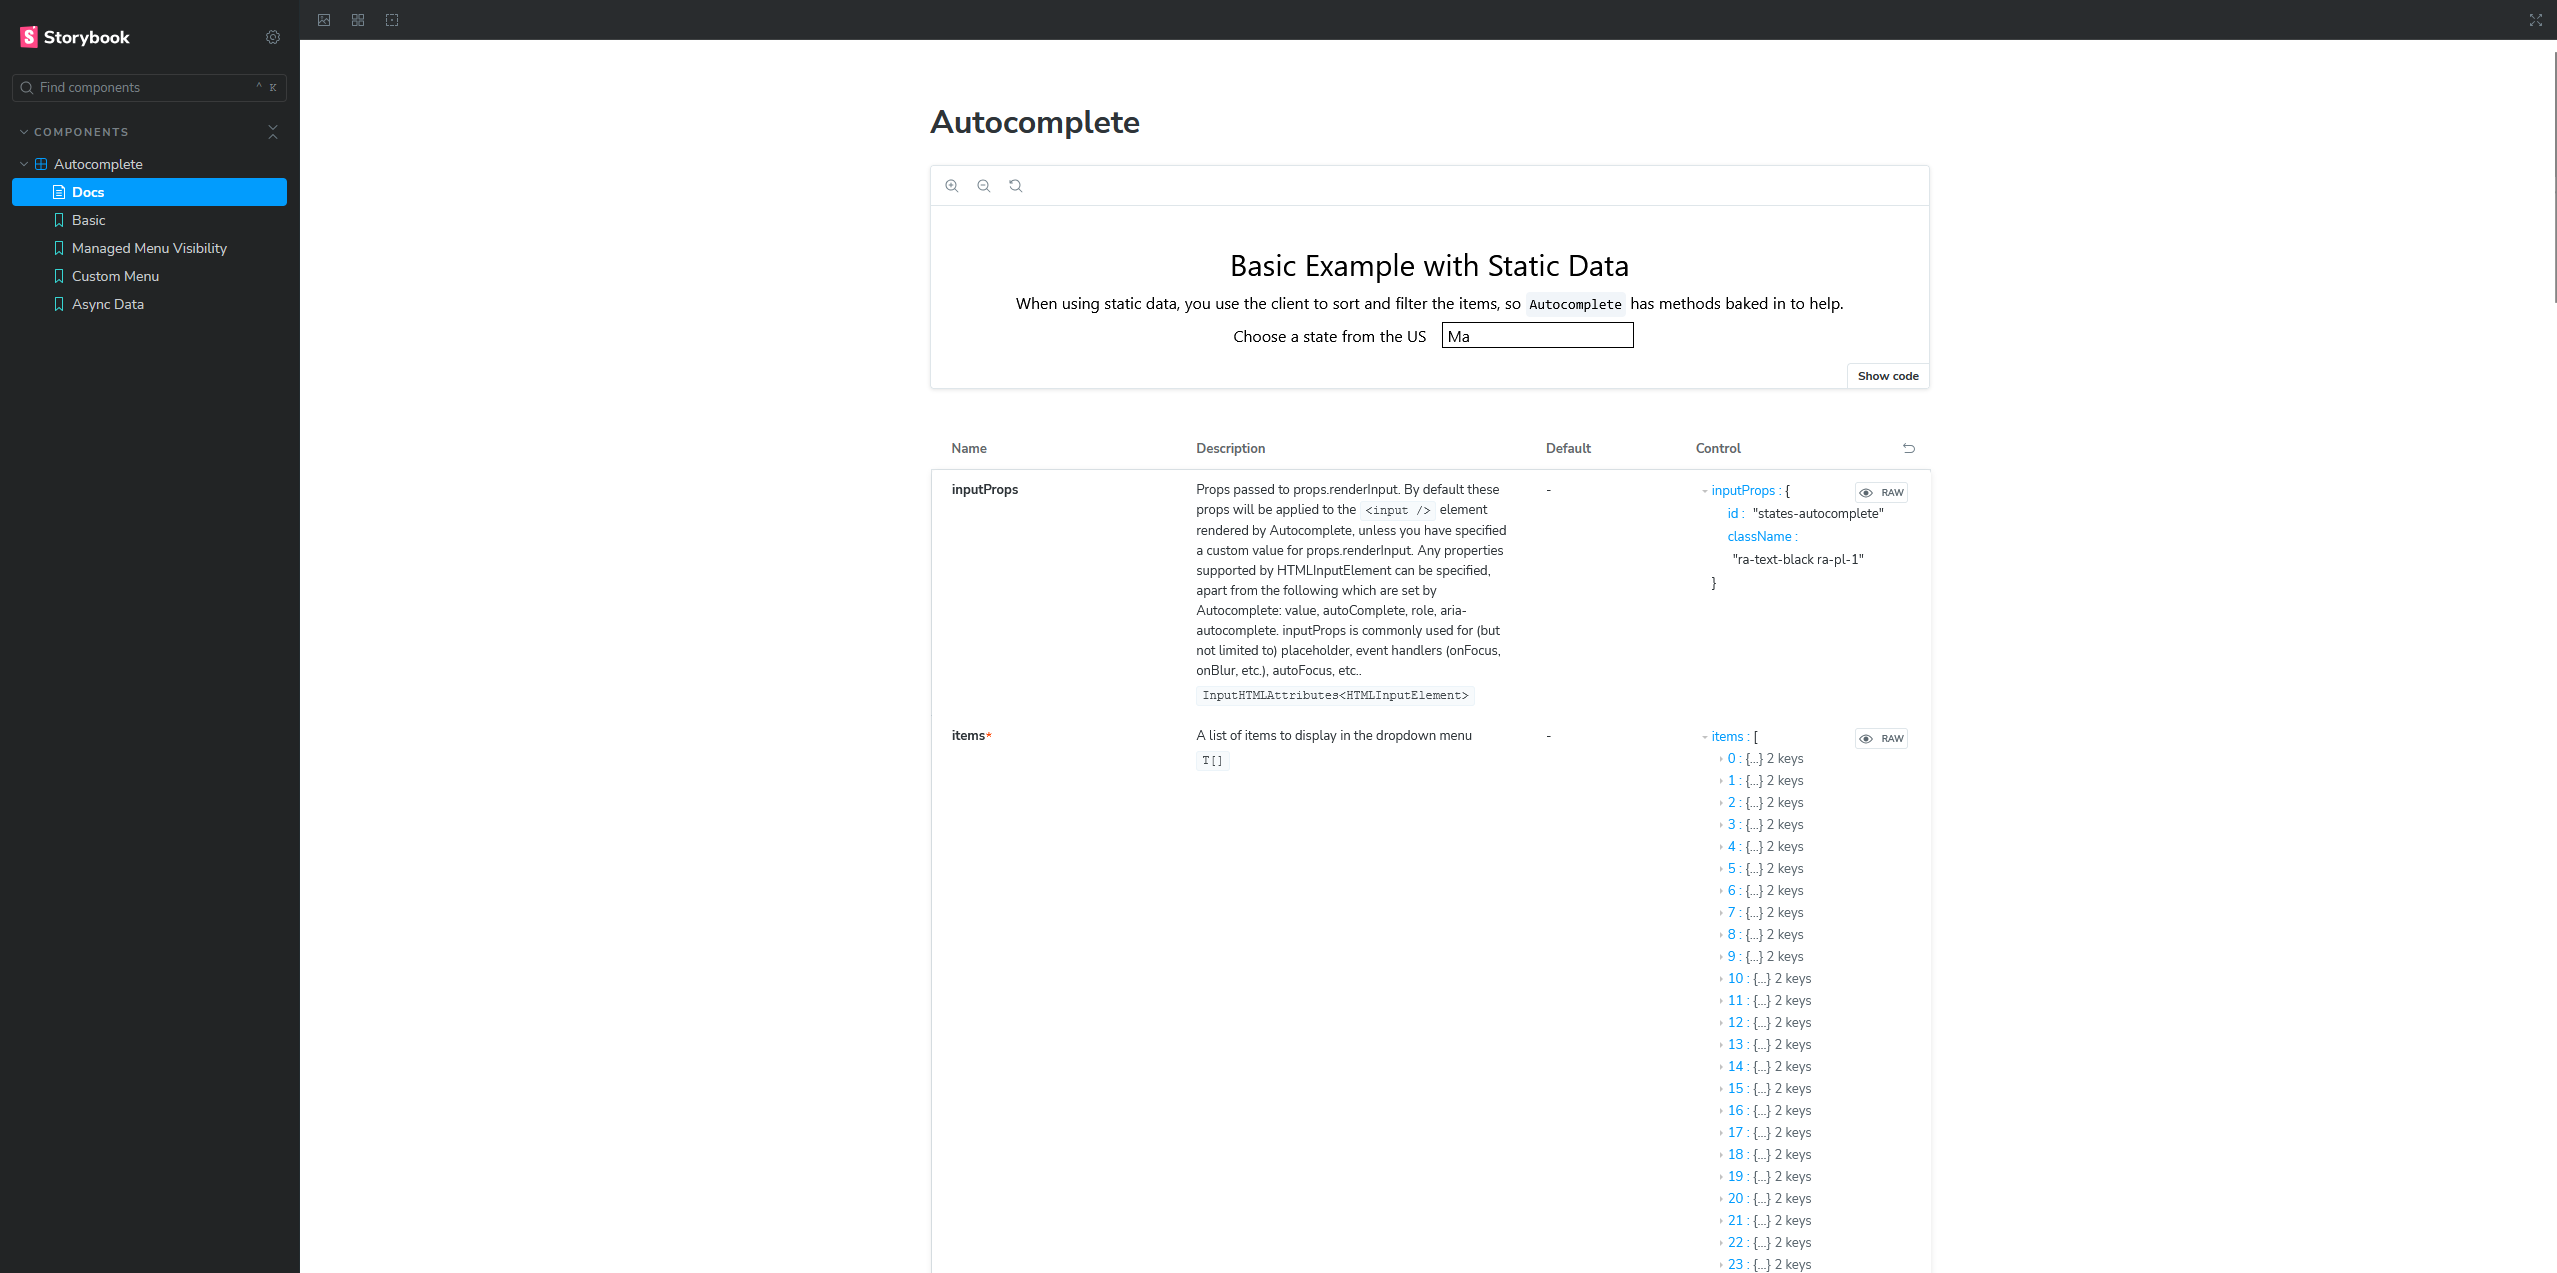 Storybook
Find components
^ K
COMPONENTS
Autocomplete
Docs
Basic
Managed Menu Visibility
Custom Menu
Async Data
Autocomplete
Basic Example with Static Data
When using static data, you use the client to sort and filter the items, so Autocomplete has methods baked in to help.
Choose a state from the US Ma
Show code
Name Description Default Control
inputProps
Props passed to props.renderInput. By default these
props will be applied to the <input /> element
rendered by Autocomplete, unless you have specified
a custom value for props.renderInput. Any properties
supported by HTMLInputElement can be specified,
apart from the following which are set by
Autocomplete: value, autoComplete, role, aria-
autocomplete. inputProps is commonly used for (but
not limited to) placeholder, event handlers (onFocus,
onBlur, etc.), autoFocus, etc..
InputHTMLAttributes<HTMLInputElement>
-
inputProps : {
RAW
id : "states-autocomplete"
className :
"ra-text-black ra-pl-1"
}
items*
A list of items to display in the dropdown menu
T[]
-
items : [
RAW
0 : {...} 2 keys
1 : {...} 2 keys
2 : {...} 2 keys
3 : {...} 2 keys
4 : {...} 2 keys
5 : {...} 2 keys
6 : {...} 2 keys
7 : {...} 2 keys
8 : {...} 2 keys
9 : {...} 2 keys
10 : {...} 2 keys
11 : {...} 2 keys
12 : {...} 2 keys
13 : {...} 2 keys
14 : {...} 2 keys
15 : {...} 2 keys
16 : {...} 2 keys
17 : {...} 2 keys
18 : {...} 2 keys
19 : {...} 2 keys
20 : {...} 2 keys
21 : {...} 2 keys
22 : {...} 2 keys
23 : {...} 2 keys